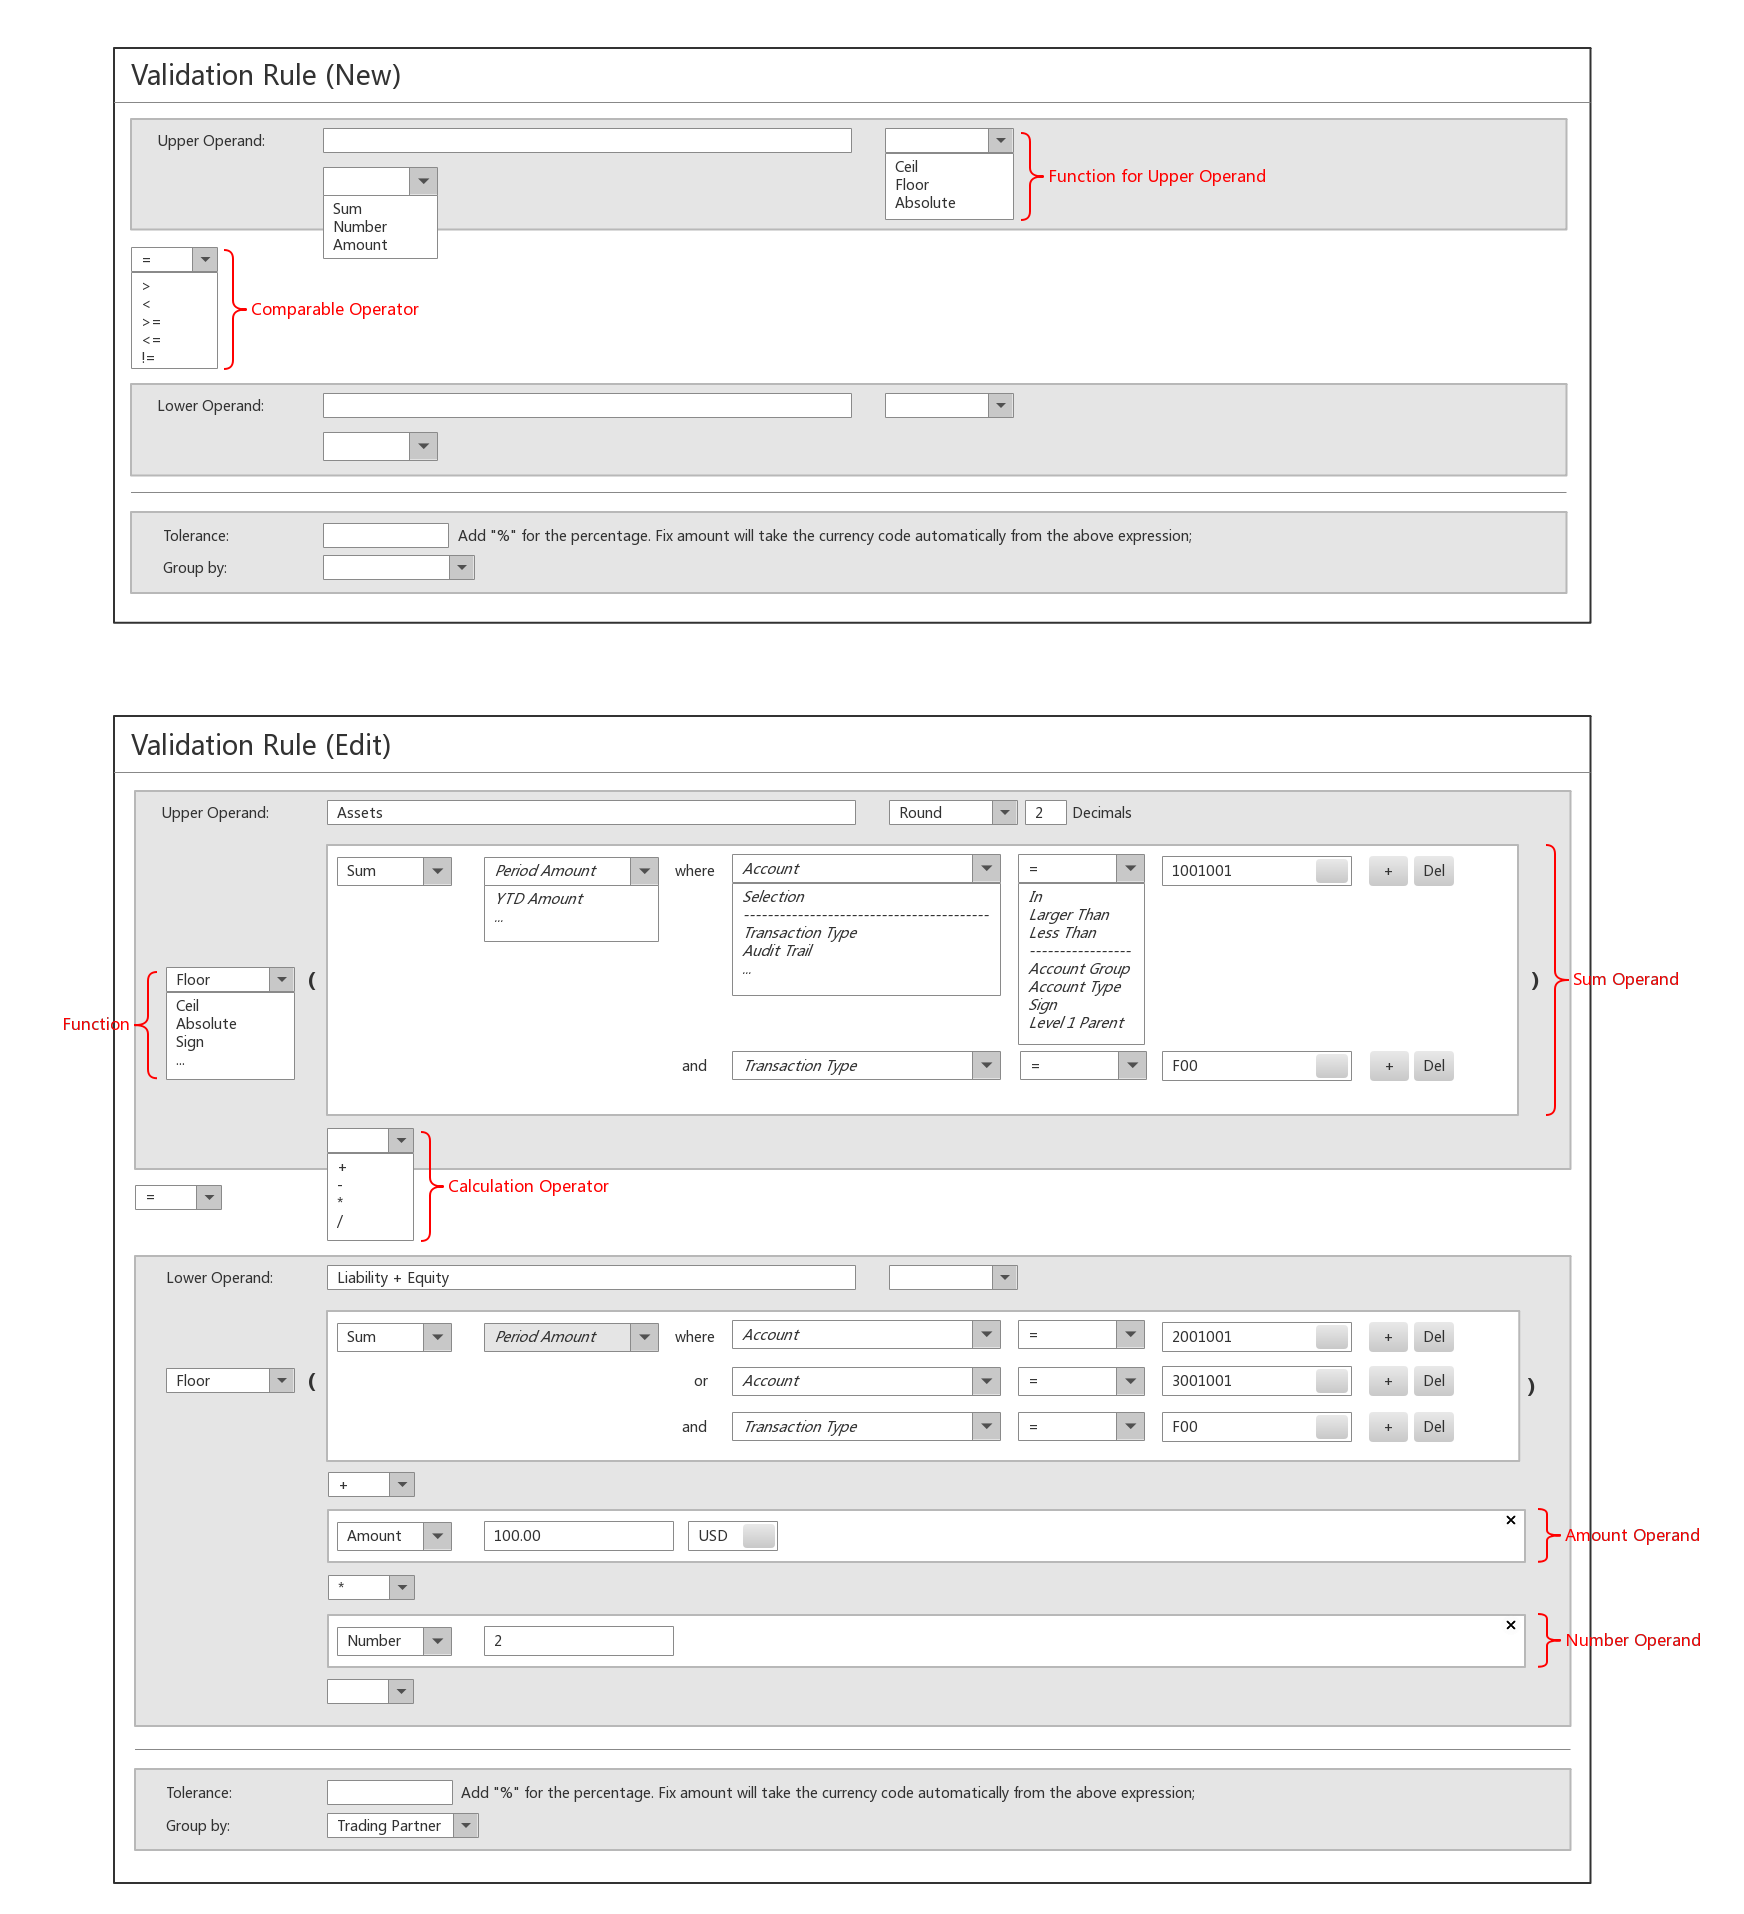 Validation Rule (New)
Upper Operand:
Ceil
Floor
Absolute
Function for Upper Operand
Sum
Number
Amount
=
>
<
>=
<=
!=
Comparable Operator
Lower Operand:
Tolerance: Add "%" for the percentage. Fix amount will take the currency code automatically from the above expression;
Group by:
Validation Rule (Edit)
Upper Operand: Assets Round 2 Decimals
Sum Period Amount where Account = 1001001 + Del
YTD Amount
...
Selection
-----------------------------------------
Transaction Type
Audit Trail
...
In
Larger Than
Less Than
-----------------
Account Group
Account Type
Sign
Level 1 Parent
Floor ( )
Ceil
Absolute
Sign
...
Function
Sum Operand
and Transaction Type = F00 + Del
+
-
*
/
Calculation Operator
=
Lower Operand: Liability + Equity
Sum Period Amount where Account = 2001001 + Del
Floor ( or Account = 3001001 + Del )
and Transaction Type = F00 + Del
+
Amount 100.00 USD ×
Amount Operand
*
Number 2 ×
Number Operand
Tolerance: Add "%" for the percentage. Fix amount will take the currency code automatically from the above expression;
Group by: Trading Partner